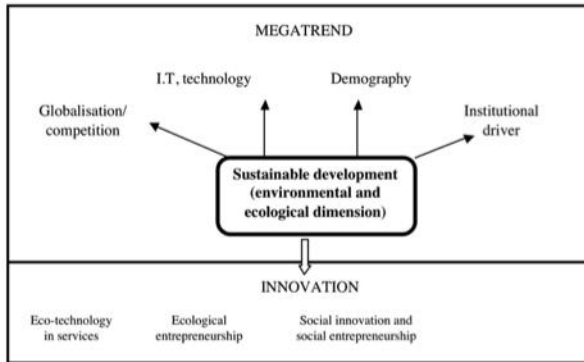 MEGATREND
I.T, technology
Demography
Globalisation/
competition
Institutional
driver
Sustainable development
(environmental and
ecological dimension)
INNOVATION
Eco-technology
in services
Ecological
entrepreneurship
Social innovation and
social entrepreneurship